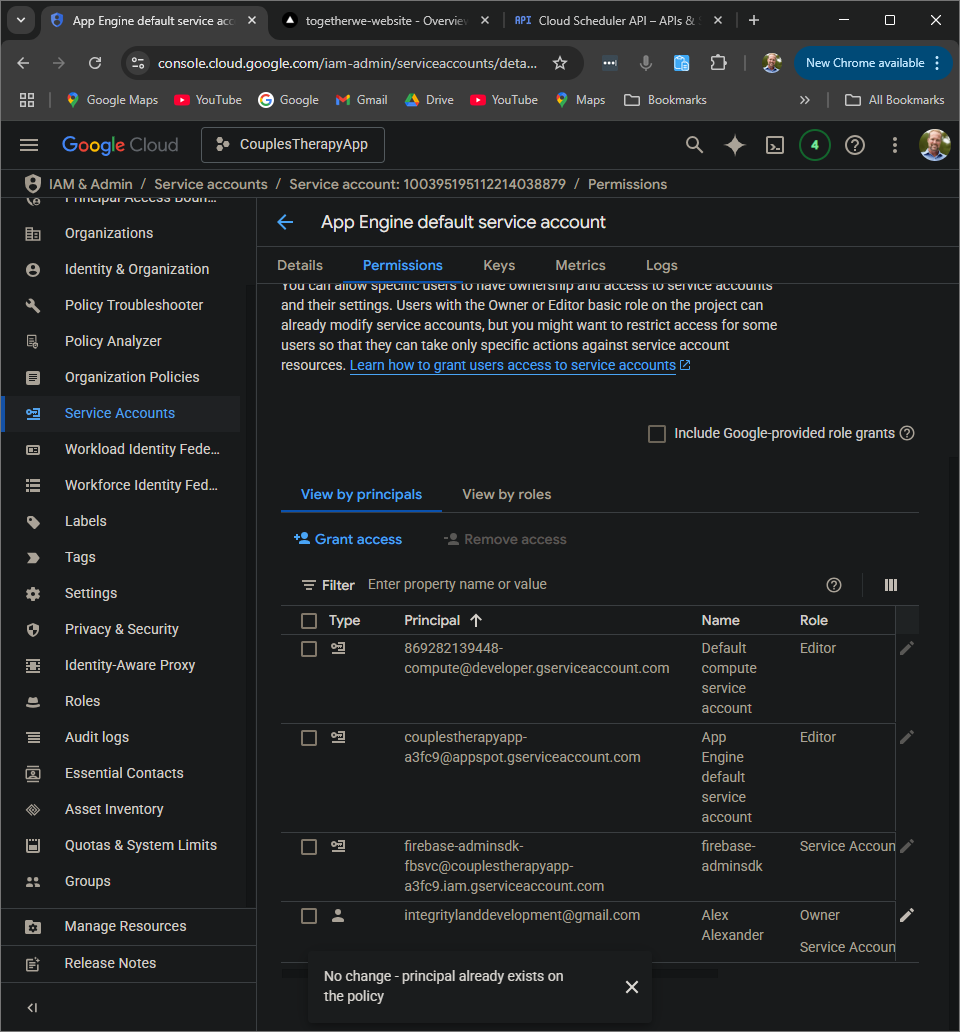 App Engine default service acco
togetherwe-website - Overview
API Cloud Scheduler API – APIs & S
console.cloud.google.com/iam-admin/serviceaccounts/deta...
New Chrome available
Google Maps
YouTube
Google
Gmail
Drive
YouTube
Maps
Bookmarks
All Bookmarks
Google Cloud
CouplesTherapyApp
4
IAM & Admin / Service accounts / Service account: 100395195112214038879 / Permissions
Principal Access Boun...
Organizations
Identity & Organization
Policy Troubleshooter
Policy Analyzer
Organization Policies
Service Accounts
Workload Identity Fede...
Workforce Identity Fed...
Labels
Tags
Settings
Privacy & Security
Identity-Aware Proxy
Roles
Audit logs
Essential Contacts
Asset Inventory
Quotas & System Limits
Groups
Manage Resources
Release Notes
App Engine default service account
Details
Permissions
Keys
Metrics
Logs
You can allow specific users to have ownership and access to service accounts
and their settings. Users with the Owner or Editor basic role on the project can
already modify service accounts, but you might want to restrict access for some
users so that they can take only specific actions against service account
resources. Learn how to grant users access to service accounts
Include Google-provided role grants
View by principals
View by roles
Grant access
Remove access
Filter Enter property name or value
Type Principal Name Role
869282139448-
compute@developer.gserviceaccount.com
Default
compute
service
account
Editor
couplestherapyapp-
a3fc9@appspot.gserviceaccount.com
App
Engine
default
service
account
Editor
firebase-adminsdk-
fbsvc@couplestherapyapp-
a3fc9.iam.gserviceaccount.com
firebase-
adminsdk
Service Accoun
integritylanddevelopment@gmail.com
Alex
Alexander
Owner
Service Accoun
No change - principal already exists on
the policy